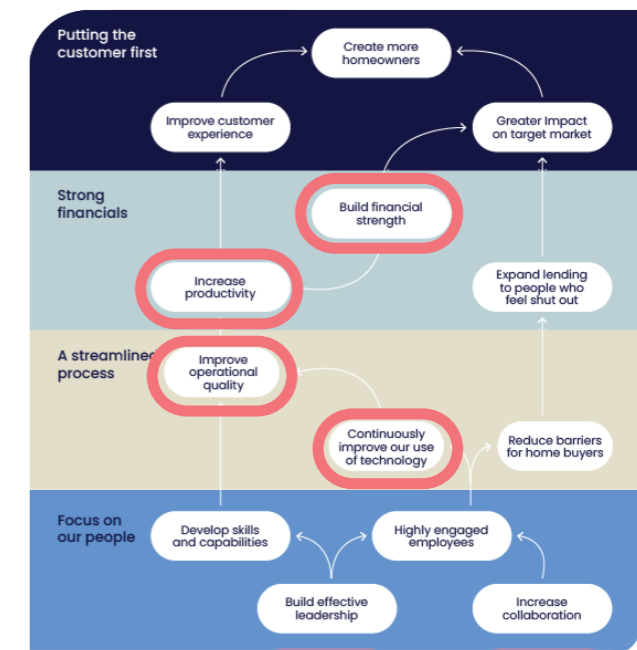 Putting the
customer first
Create more
homeowners
Improve customer
experience
Greater Impact
on target market
Strong
financials
Build financial
strength
Increase
productivity
Expand lending
to people who
feel shut out
A streamlined
process
Improve
operational
quality
Continuously
improve our use
of technology
Reduce barriers
for home buyers
Focus on
our people
Develop skills
and capabilities
Highly engaged
employees
Build effective
leadership
Increase
collaboration